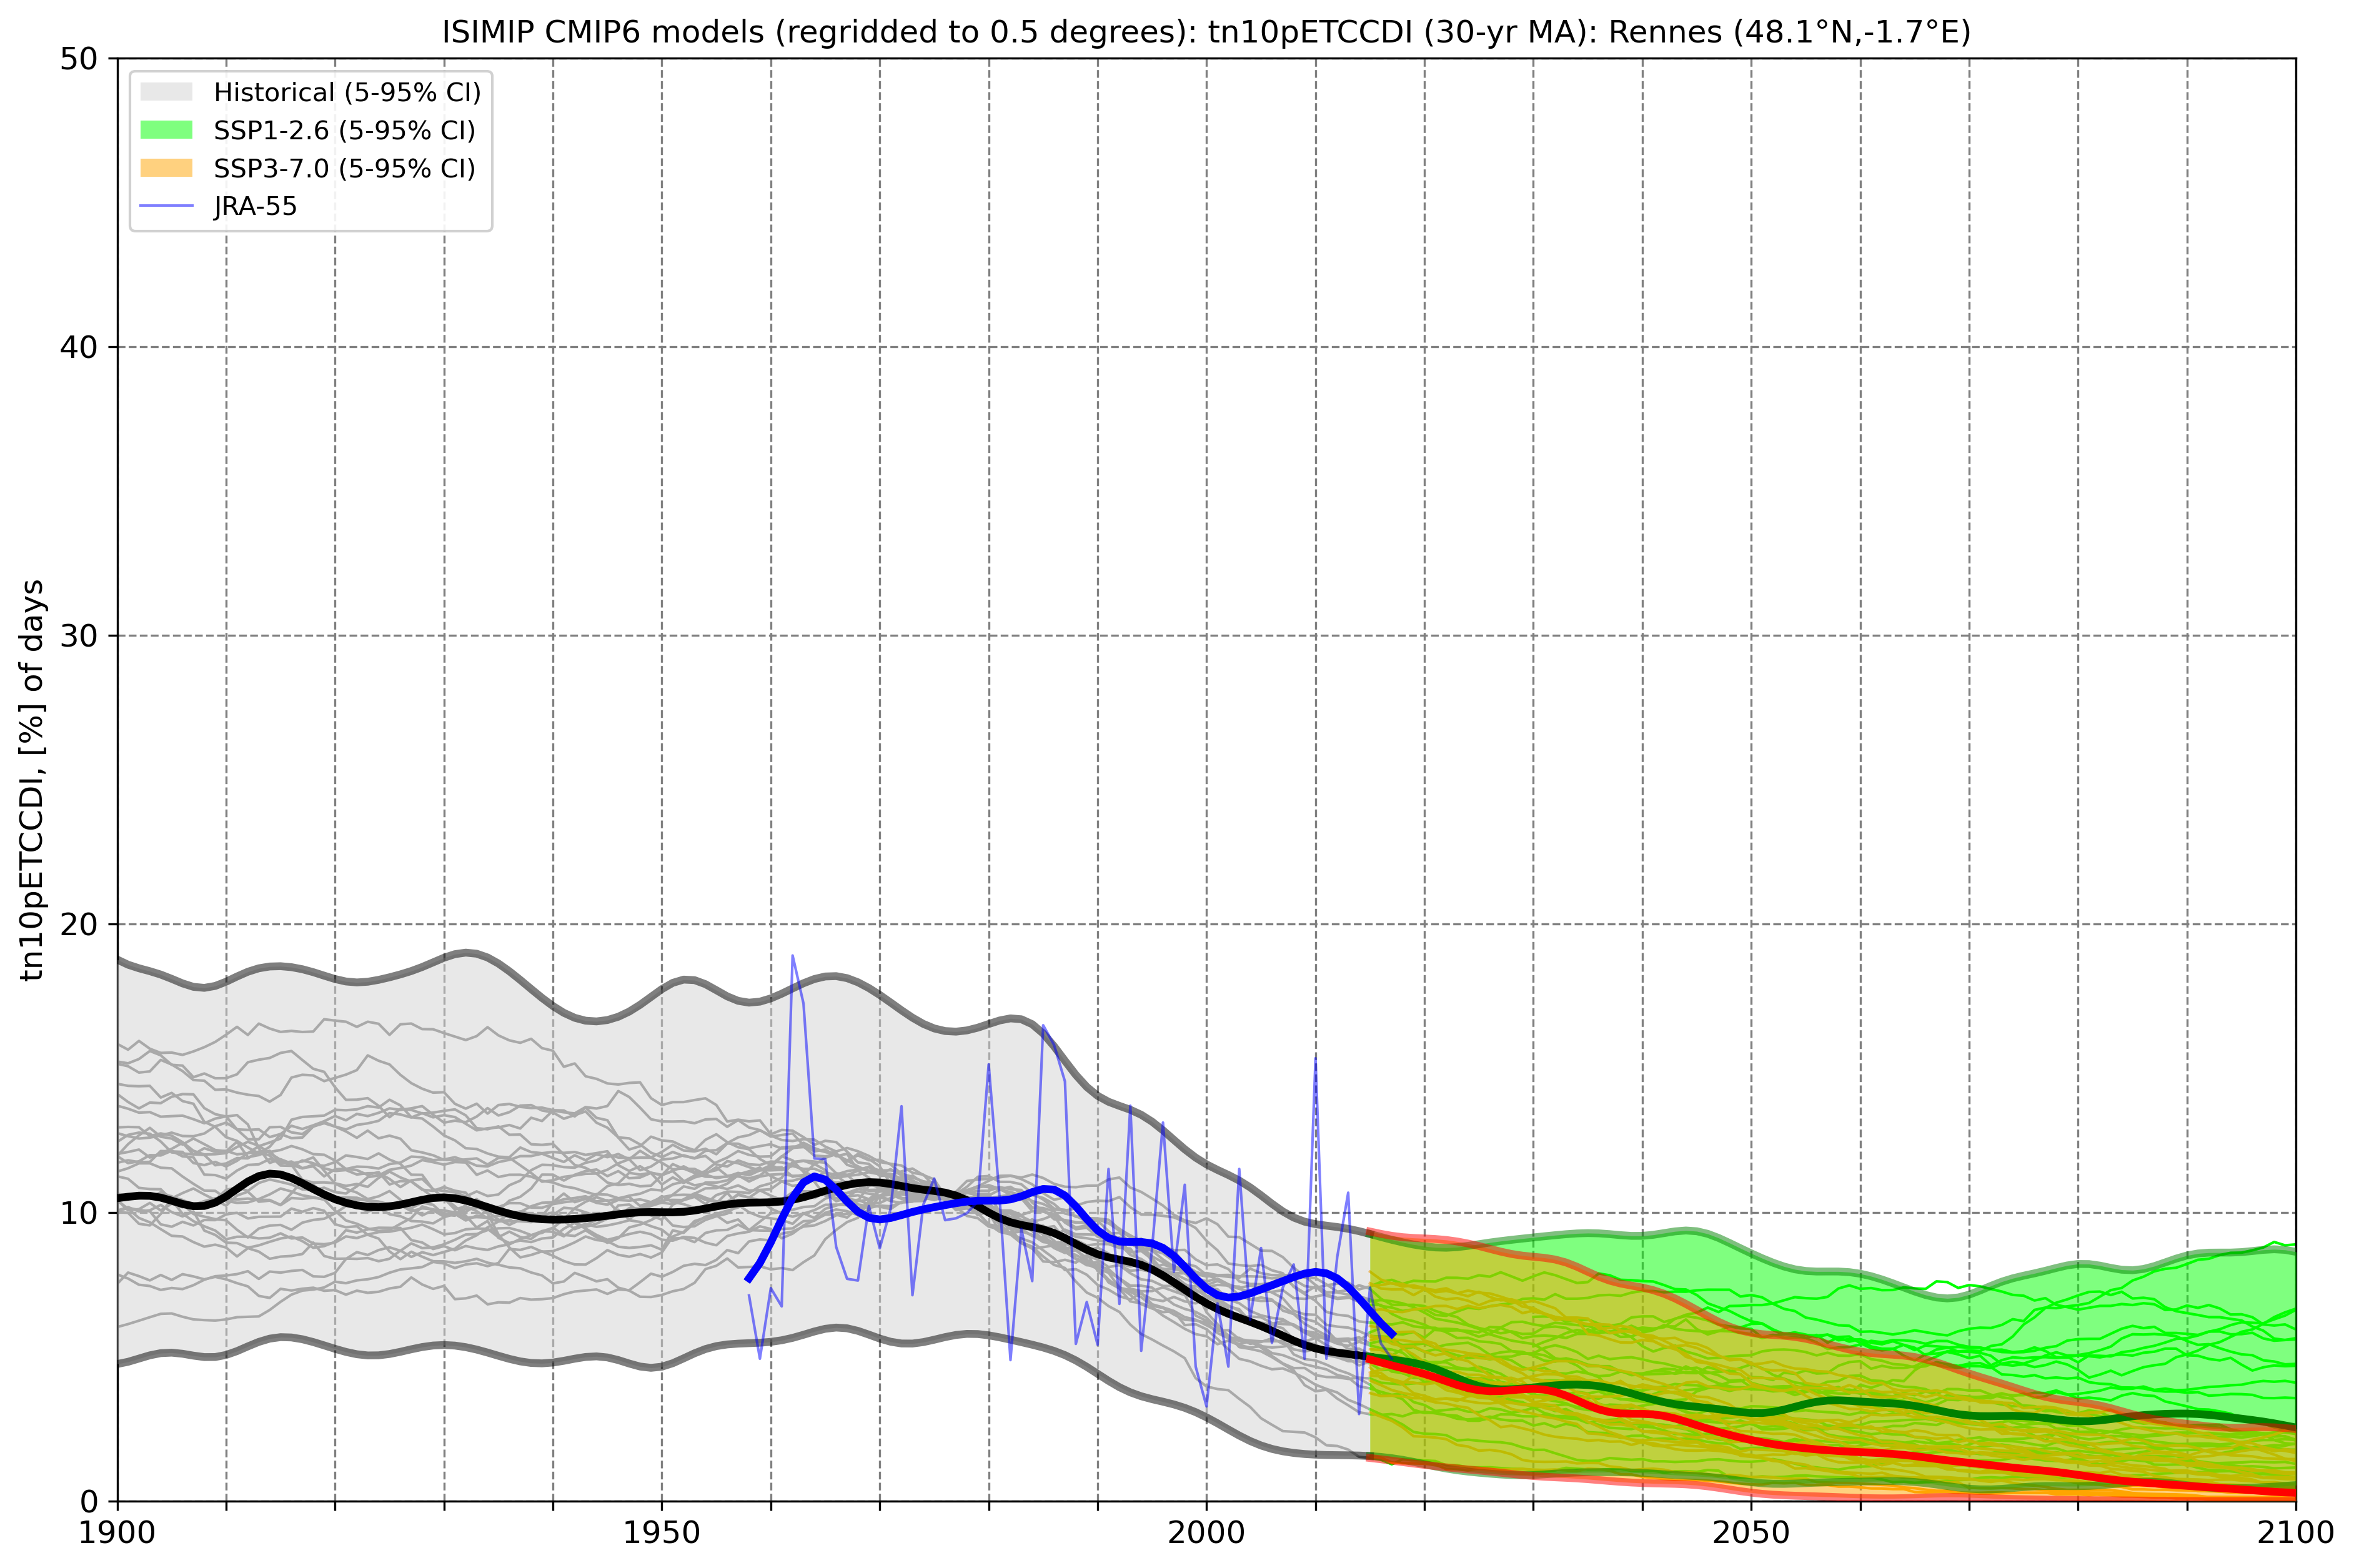 ISIMIP CMIP6 models (regridded to 0.5 degrees): tn10pETCCDI (30-yr MA): Rennes (48.1°N,-1.7°E)
Historical (5-95% CI)
SSP1-2.6 (5-95% CI)
SSP3-7.0 (5-95% CI)
JRA-55
tn10pETCCDI, [%] of days
50
40
30
20
10
0
1900
1950
2000
2050
2100